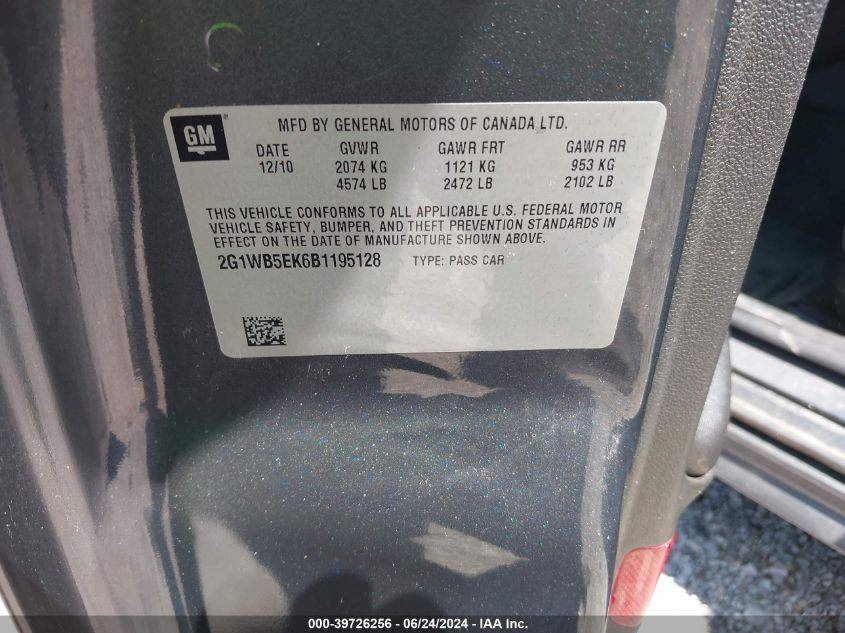 GM
MFD BY GENERAL MOTORS OF CANADA LTD.
DATE GVWR GAWR FRT GAWR RR
12/10 2074 KG 1121 KG 953 KG
4574 LB 2472 LB 2102 LB
THIS VEHICLE CONFORMS TO ALL APPLICABLE U.S. FEDERAL MOTOR
VEHICLE SAFETY, BUMPER, AND THEFT PREVENTION STANDARDS IN
EFFECT ON THE DATE OF MANUFACTURE SHOWN ABOVE.
2G1WB5EK6B1195128 TYPE: PASS CAR
000-39726256 - 06/24/2024 - IAA Inc.